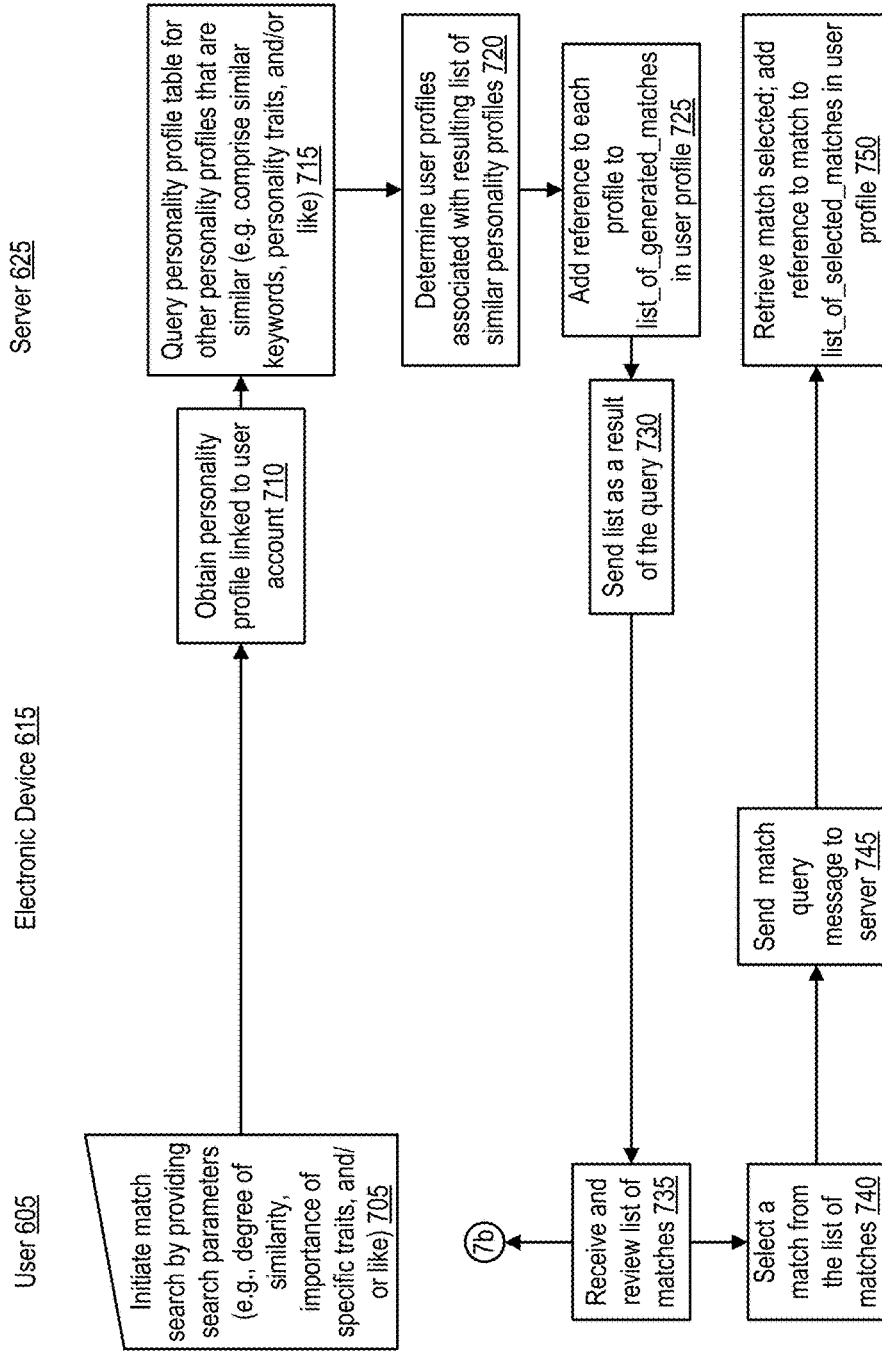 User 605
Electronic Device 615
Server 625
Initiate match
search by providing
search parameters
(e.g., degree of
similarity,
importance of
specific traits, and/
or like) 705
Obtain personality
profile linked to user
account 710
Query personality profile table for
other personality profiles that are
similar (e.g. comprise similar
keywords, personality traits, and/or
like) 715
Determine user profiles
associated with resulting list of
similar personality profiles 720
Add reference to each
profile to
list_of_generated_matches
in user profile 725
Send list as a result
of the query 730
7b
Receive and
review list of
matches 735
Select a
match from
the list of
matches 740
Send match
query
message to
server 745
Retrieve match selected; add
reference to match to
list_of_selected_matches in user
profile 750